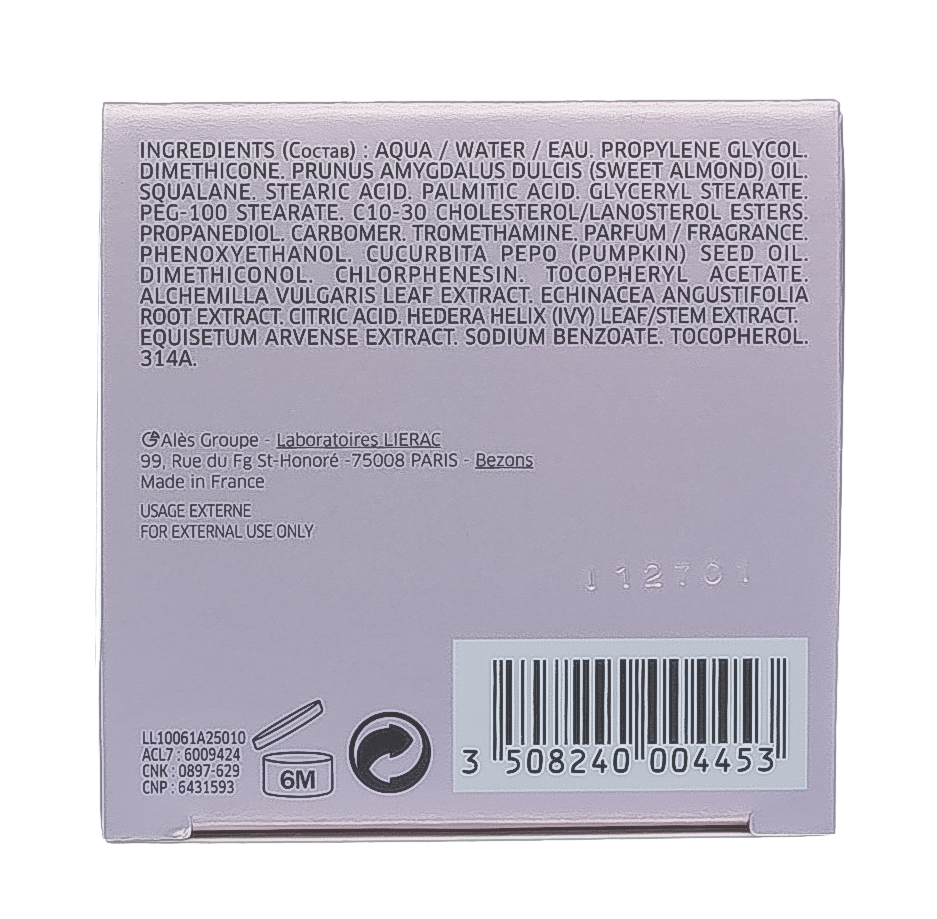 INGREDIENTS (Состав) : AQUA / WATER / EAU. PROPYLENE GLYCOL.
DIMETHICONE. PRUNUS AMYGDALUS DULCIS (SWEET ALMOND) OIL.
SQUALANE. STEARIC ACID. PALMITIC ACID. GLYCERYL STEARATE.
PEG-100 STEARATE. C10-30 CHOLESTEROL/LANOSTEROL ESTERS.
PROPANEDIOL. CARBOMER. TROMETHAMINE. PARFUM / FRAGRANCE.
PHENOXYETHANOL. CUCURBITA PEPO (PUMPKIN) SEED OIL.
DIMETHICONOL. CHLORPHENESIN. TOCOPHERYL ACETATE.
ALCHEMILLA VULGARIS LEAF EXTRACT. ECHINACEA ANGUSTIFOLIA
ROOT EXTRACT. CITRIC ACID. HEDERA HELIX (IVY) LEAF/STEM EXTRACT.
EQUISETUM ARVENSE EXTRACT. SODIUM BENZOATE. TOCOPHEROL.
314A.
Alès Groupe - Laboratoires LIERAC
99, Rue du Fg St-Honoré -75008 PARIS - Bezons
Made in France
USAGE EXTERNE
FOR EXTERNAL USE ONLY
112701
LL10061A25010
ACL7 : 6009424
CNK : 0897-629
CNP : 6431593
6M
3 508240 004453